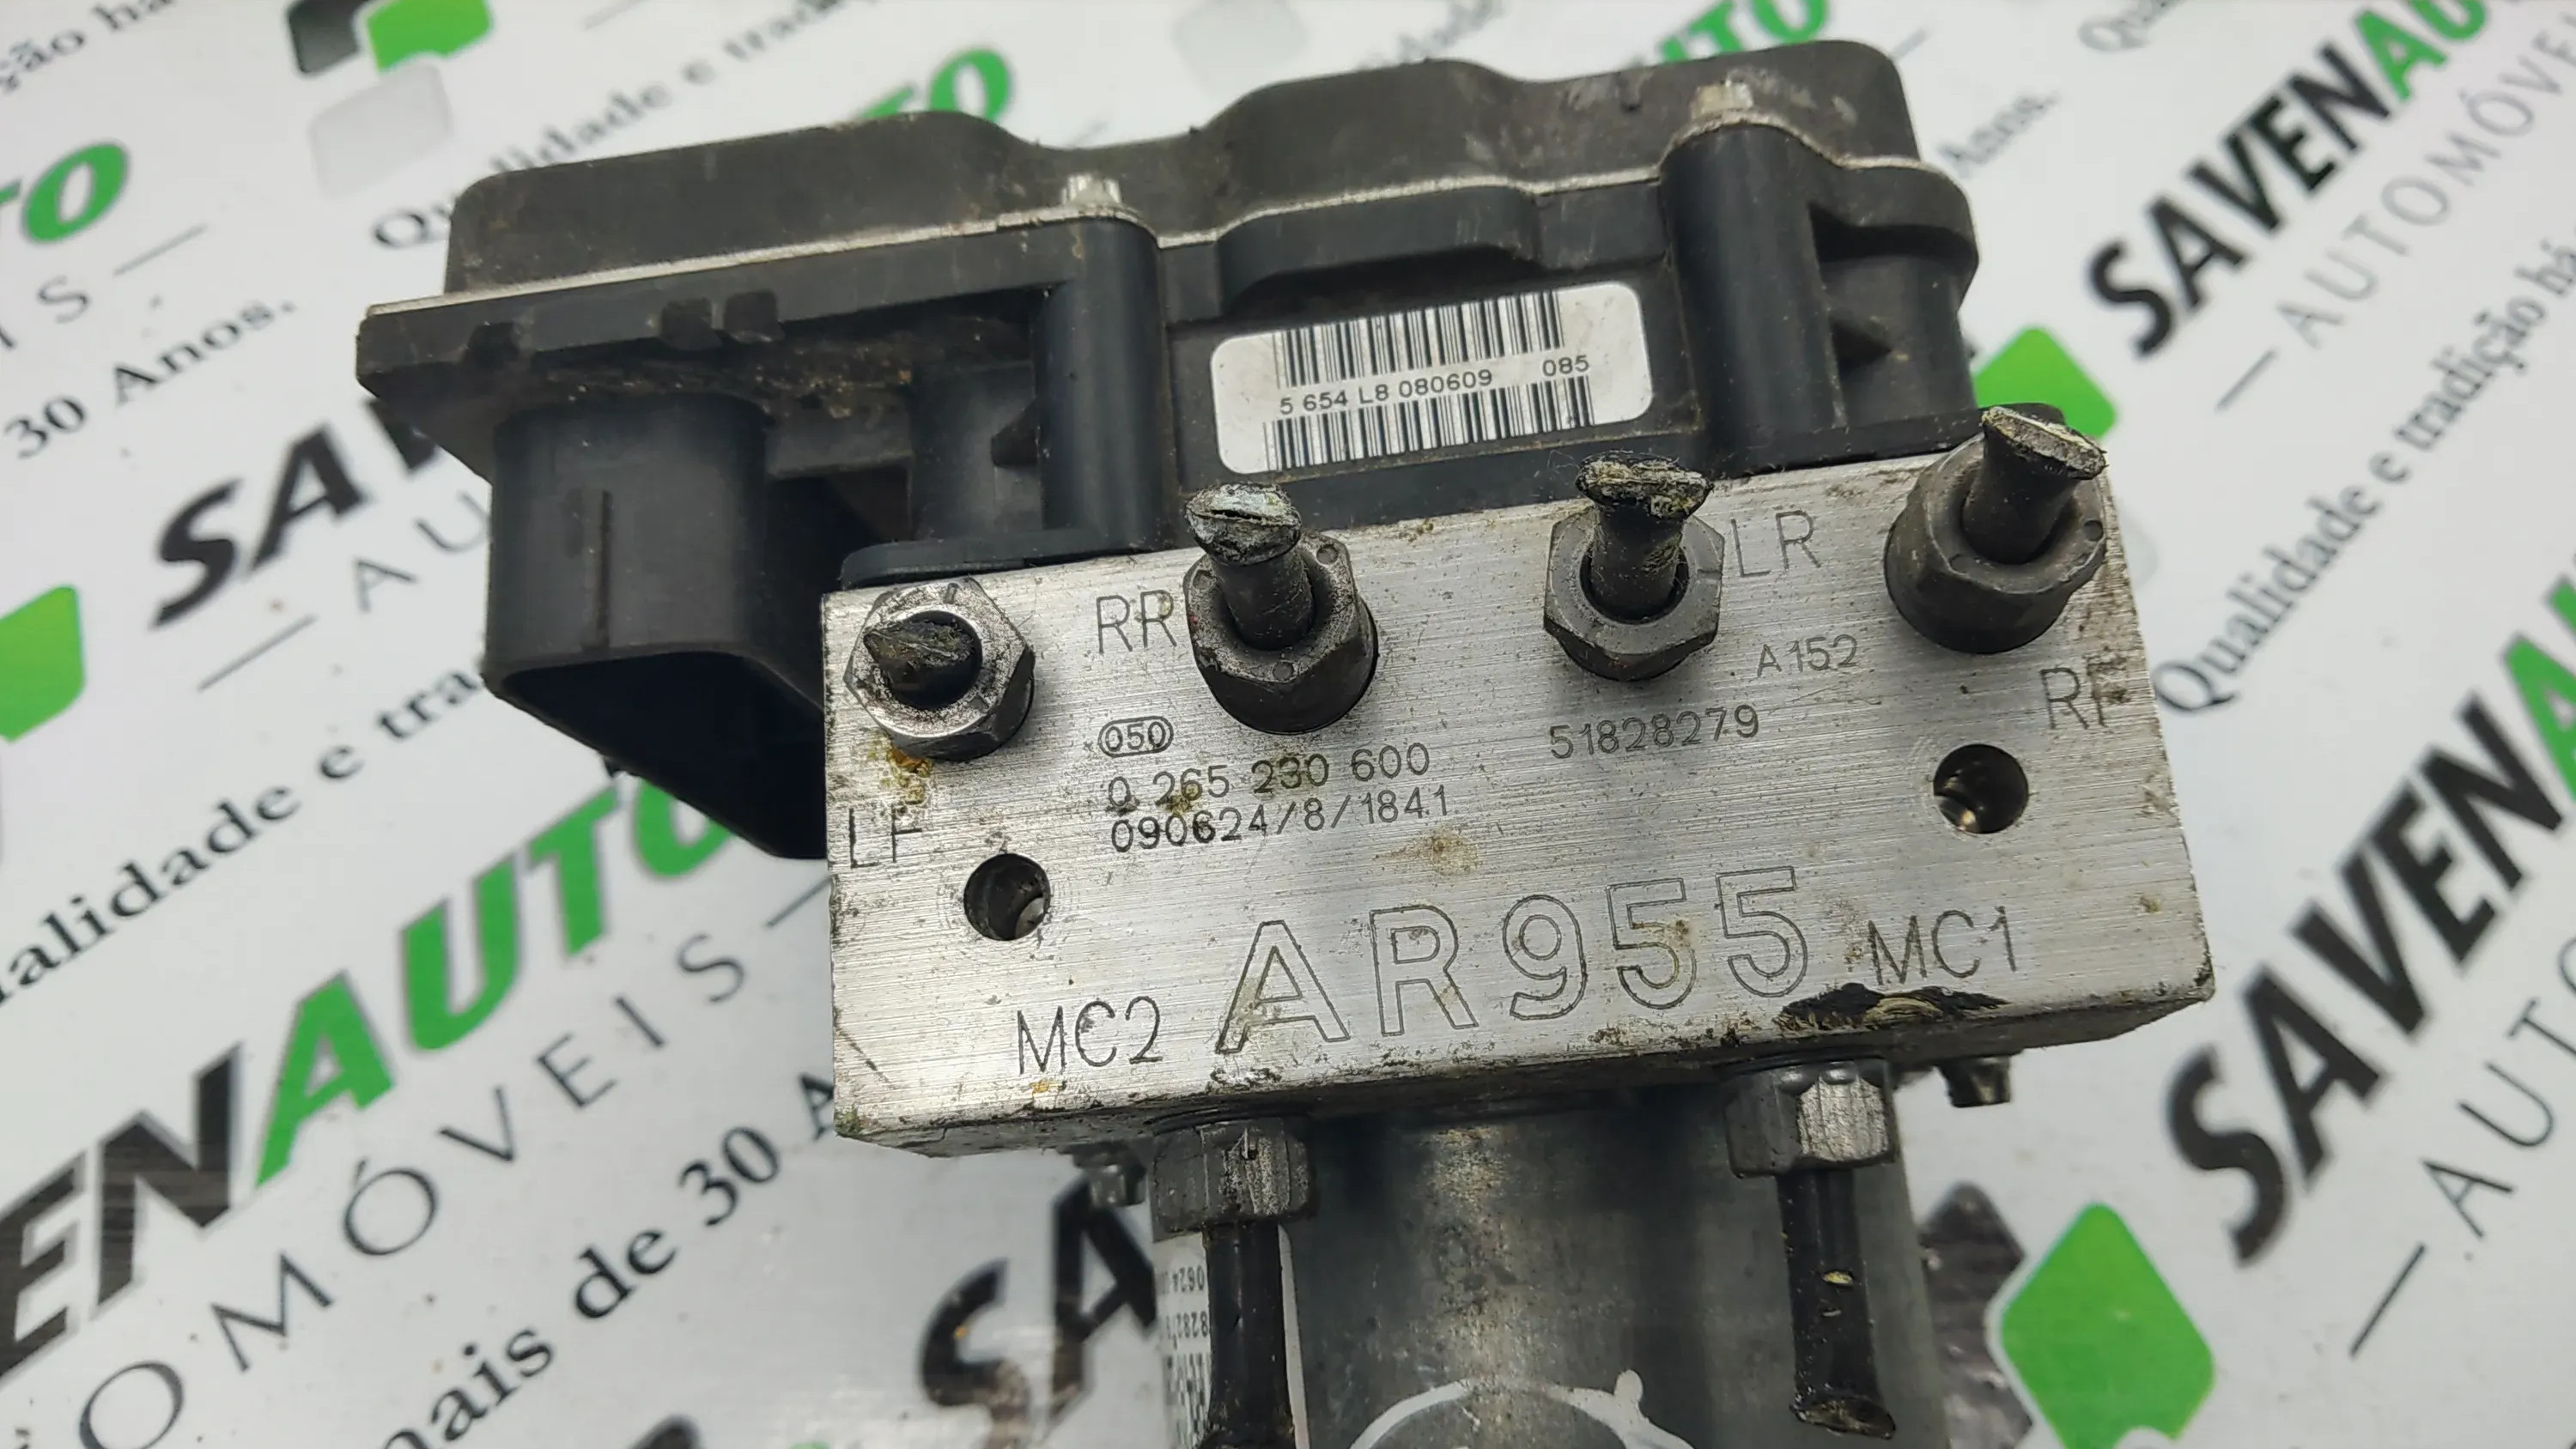 5 654 L8 080609 085
RR
LR
A152
RF
LF
050
0 265 230 600
51828279
090624/8/1841
AR955
MC2
MC1
SAVENAUTO
AUTOMÓVEIS
Qualidade e tradição há
mais de 30 Anos.